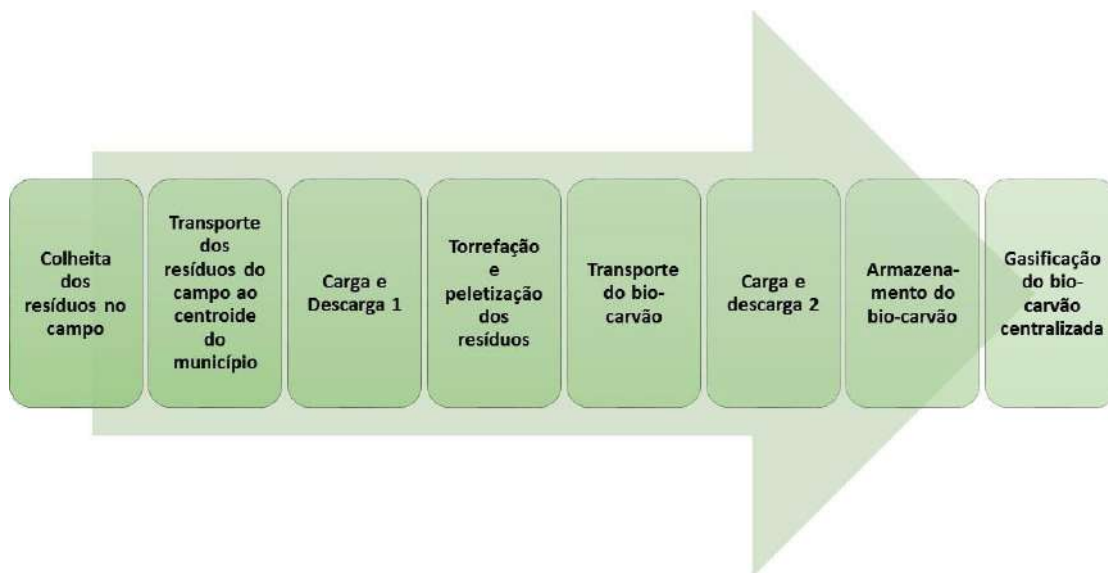 Colheita
dos
resíduos no
campo
Transporte
dos
resíduos do
campo ao
centroide
do
município
Carga e
Descarga 1
Torrefação
e
peletização
dos
resíduos
Transporte
do bio-
carvão
Carga e
descarga 2
Armazena-
mento do
bio-carvão
Gasificação
do bio-
carvão
centralizada